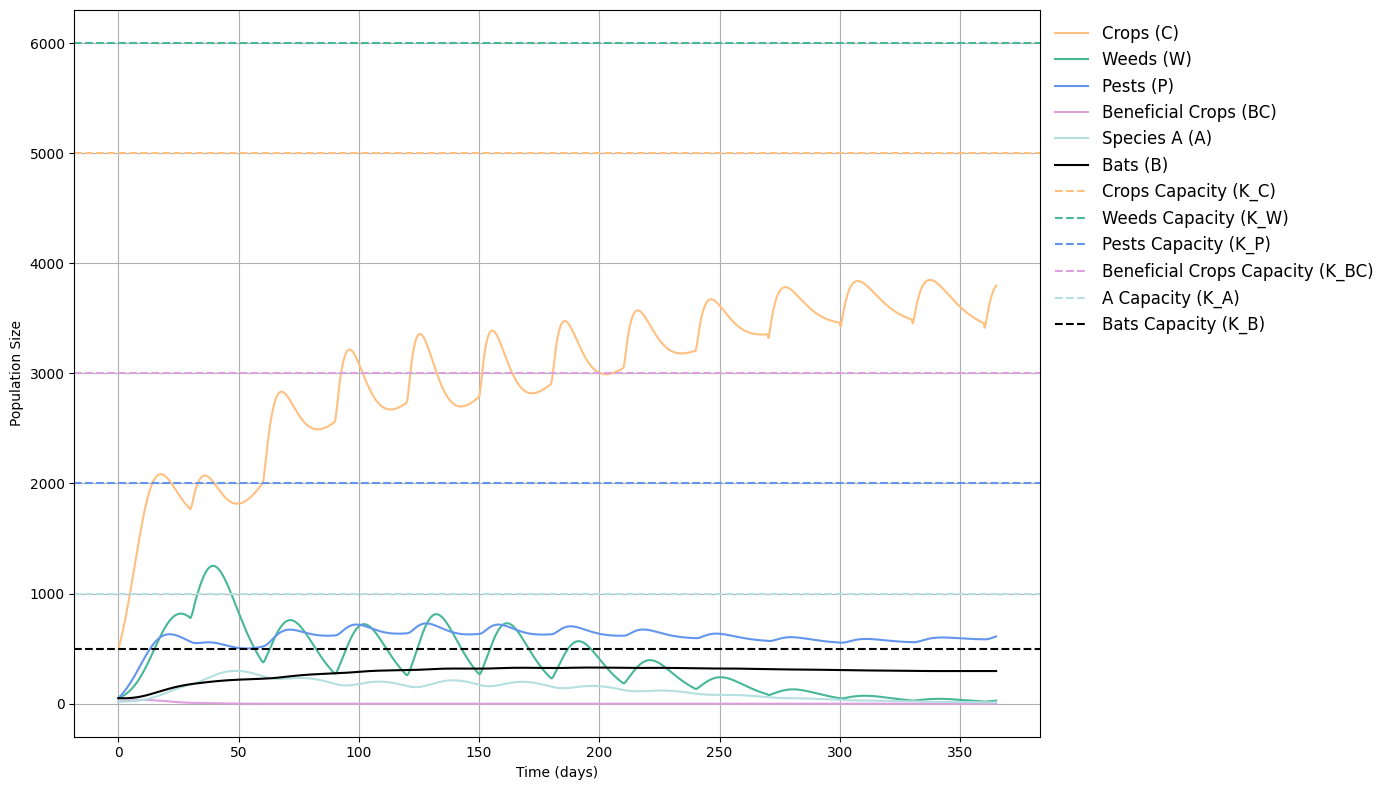 6000
5000
4000
3000
2000
1000
0
Population Size
0 50 100 150 200 250 300 350
Time (days)
Crops (C)
Weeds (W)
Pests (P)
Beneficial Crops (BC)
Species A (A)
Bats (B)
Crops Capacity (K_C)
Weeds Capacity (K_W)
Pests Capacity (K_P)
Beneficial Crops Capacity (K_BC)
A Capacity (K_A)
Bats Capacity (K_B)